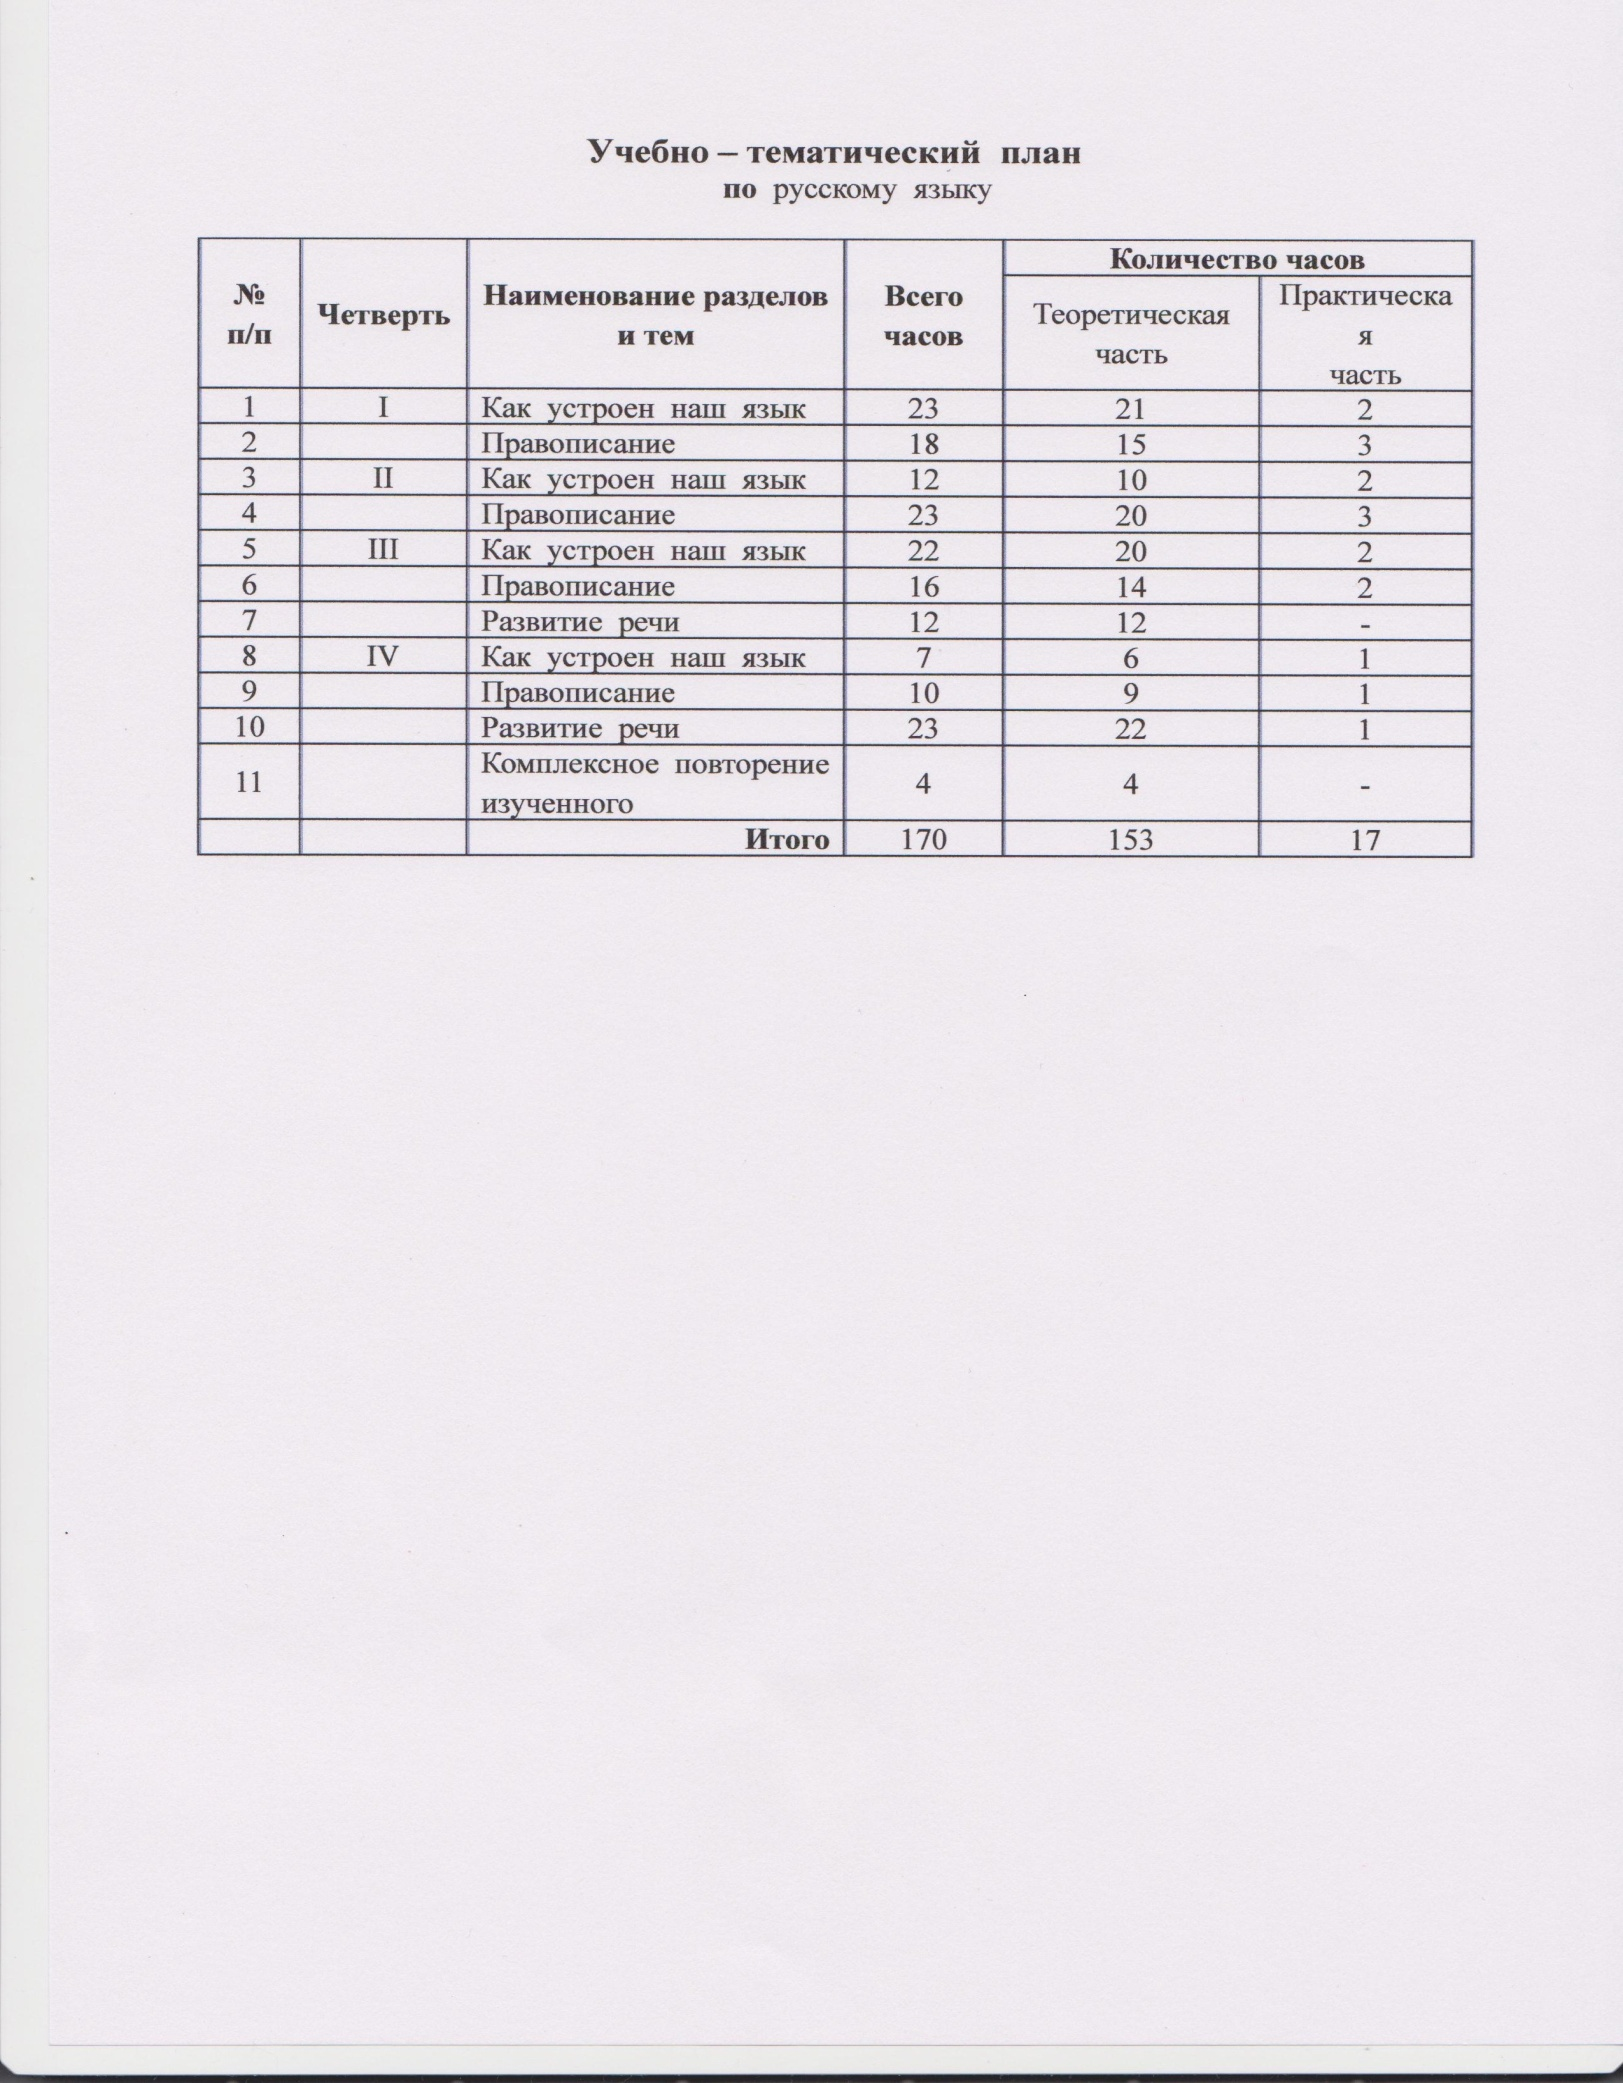 Учебно – тематический план
по русскому языку
№ п/п Четверть Наименование разделов и тем Всего часов Количество часов
Теоретическая часть Практическа я часть
1 I Как устроен наш язык 23 21 2
2 Правописание 18 15 3
3 II Как устроен наш язык 12 10 2
4 Правописание 23 20 3
5 III Как устроен наш язык 22 20 2
6 Правописание 16 14 2
7 Развитие речи 12 12 -
8 IV Как устроен наш язык 7 6 1
9 Правописание 10 9 1
10 Развитие речи 23 22 1
11 Комплексное повторение изученного 4 4 -
Итого 170 153 17